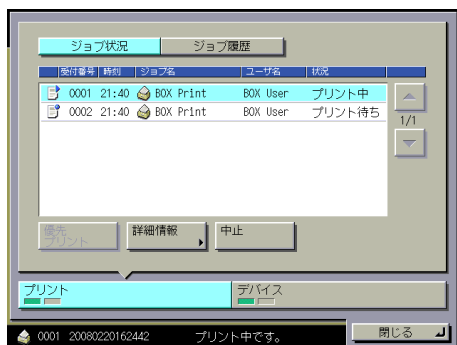 ジョブ状況 ジョブ履歴
受付番号 時刻 ジョブ名 ユーザ名 状況
0001 21:40 BOX Print BOX User プリント中
0002 21:40 BOX Print BOX User プリント待ち
1/1
優先
プリント
詳細情報 中止
プリント デバイス
0001 20080220162442 プリント中です。 閉じる